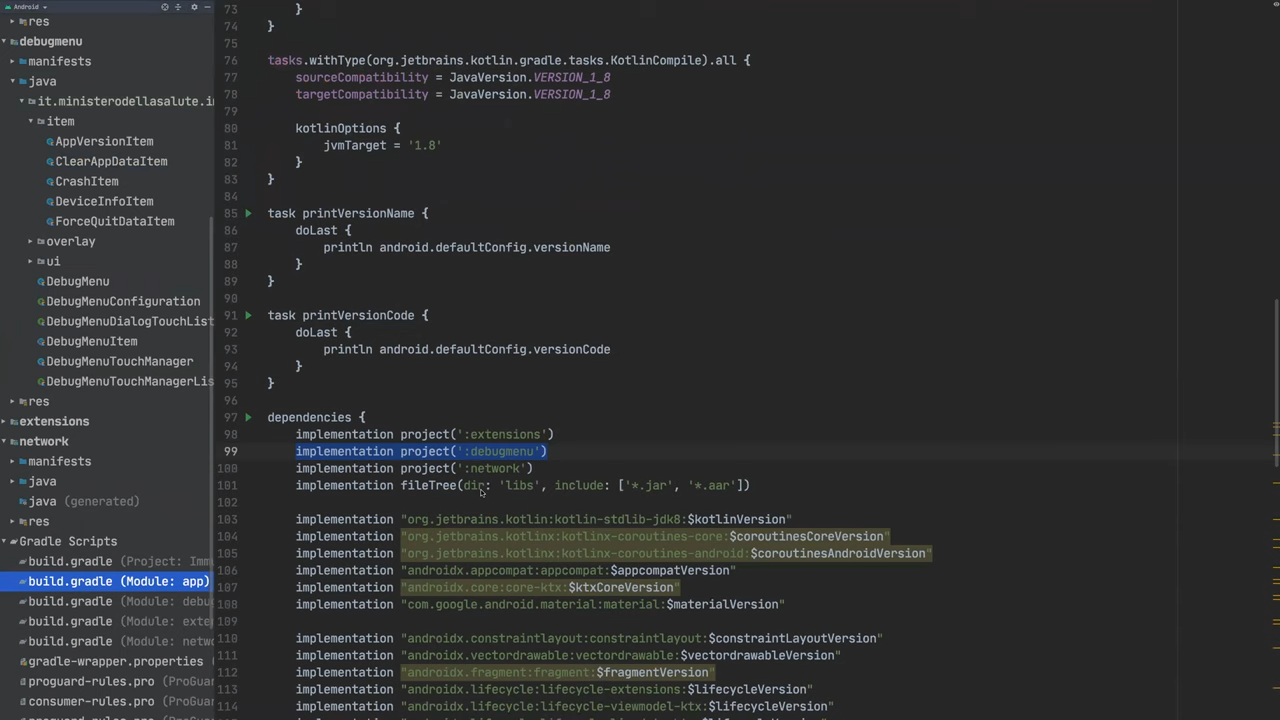 Android
res
debugmenu
manifests
java
it.ministerodellasalute.i
item
AppVersionItem
ClearAppDataItem
CrashItem
DeviceInfoItem
ForceQuitDataItem
overlay
ui
DebugMenu
DebugMenuConfiguration
DebugMenuDialogTouchList
DebugMenuItem
DebugMenuTouchManager
DebugMenuTouchManagerLis
res
extensions
network
manifests
java
java (generated)
res
Gradle Scripts
build.gradle (Project: Imm
build.gradle (Module: app)
build.gradle (Module: debu
build.gradle (Module: exte
build.gradle (Module: netw
gradle-wrapper.properties
proguard-rules.pro (ProGuar
consumer-rules.pro (ProGuar
proguard-rules.pro (ProGuar
73 }
74 }
75
76 tasks.withType(org.jetbrains.kotlin.gradle.tasks.KotlinCompile).all {
77 sourceCompatibility = JavaVersion.VERSION_1_8
78 targetCompatibility = JavaVersion.VERSION_1_8
79
80 kotlinOptions {
81 jvmTarget = '1.8'
82 }
83 }
84
85 task printVersionName {
86 doLast {
87 println android.defaultConfig.versionName
88 }
89 }
90
91 task printVersionCode {
92 doLast {
93 println android.defaultConfig.versionCode
94 }
95 }
96
97 dependencies {
98 implementation project(':extensions')
99 implementation project(':debugmenu')
100 implementation project(':network')
101 implementation fileTree(dir: 'libs', include: ['*.jar', '*.aar'])
102
103 implementation "org.jetbrains.kotlin:kotlin-stdlib-jdk8:$kotlinVersion"
104 implementation "org.jetbrains.kotlinx:kotlinx-coroutines-core:$coroutinesCoreVersion"
105 implementation "org.jetbrains.kotlinx:kotlinx-coroutines-android:$coroutinesAndroidVersion"
106 implementation "androidx.appcompat:appcompat:$appcompatVersion"
107 implementation "androidx.core:core-ktx:$ktxCoreVersion"
108 implementation "com.google.android.material:material:$materialVersion"
109
110 implementation "androidx.constraintlayout:constraintlayout:$constraintLayoutVersion"
111 implementation "androidx.vectordrawable:vectordrawable:$vectordrawableVersion"
112 implementation "androidx.fragment:fragment:$fragmentVersion"
113 implementation "androidx.lifecycle:lifecycle-extensions:$lifecycleVersion"
114 implementation "androidx.lifecycle:lifecycle-viewmodel-ktx:$lifecycleVersion"